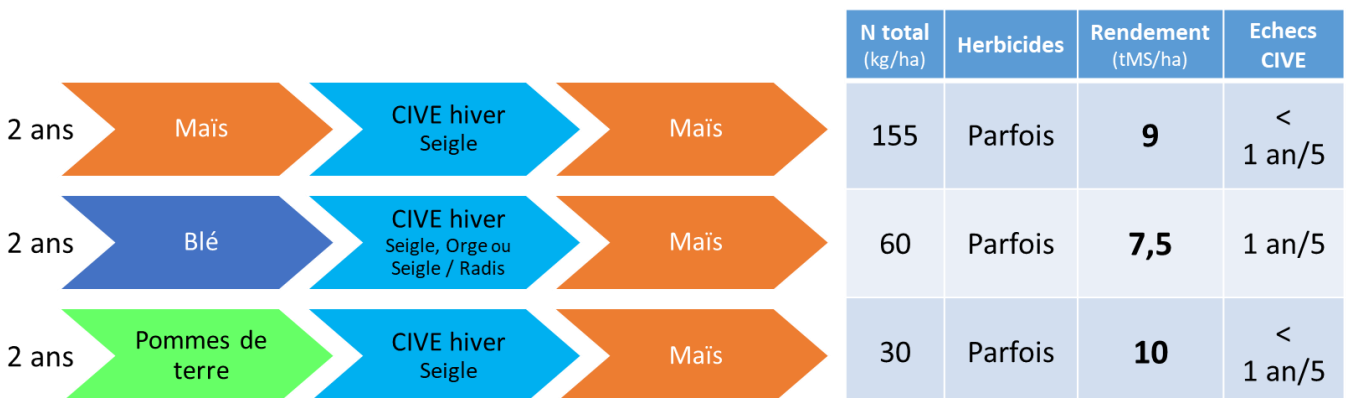 N total
(kg/ha)
Herbicides
Rendement
(tMS/ha)
Echecs
CIVE
2 ans
Maïs
CIVE hiver
Seigle
Maïs
155
Parfois
9
<
1 an/5
2 ans
Blé
CIVE hiver
Seigle, Orge ou
Seigle / Radis
Maïs
60
Parfois
7,5
1 an/5
2 ans
Pommes de
terre
CIVE hiver
Seigle
Maïs
30
Parfois
10
<
1 an/5